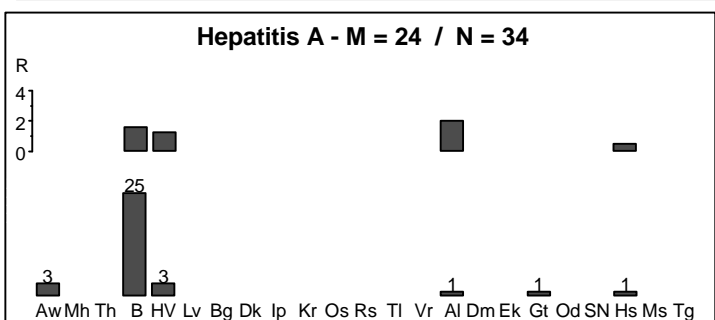 Hepatitis A - M = 24 / N = 34
R
4
2
0
25
3 3 1 1 1
Aw Mh Th B HV Lv Bg Dk Ip Kr Os Rs Tl Vr Al Dm Ek Gt Od SN Hs Ms Tg